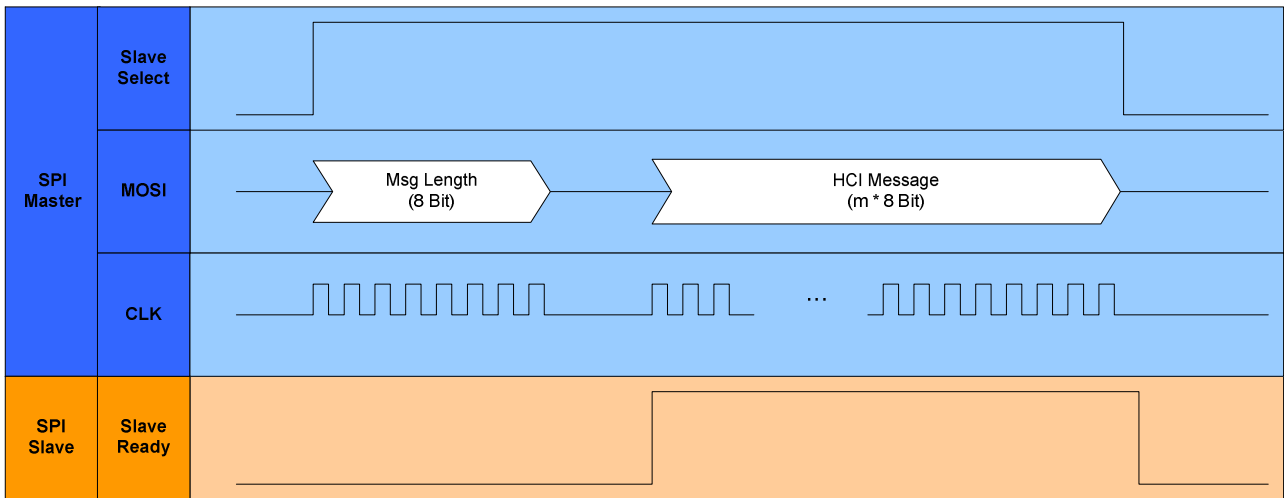 SPI
Master
Slave
Select
MOSI
Msg Length
(8 Bit)
HCI Message
(m * 8 Bit)
CLK
...
SPI
Slave
Slave
Ready